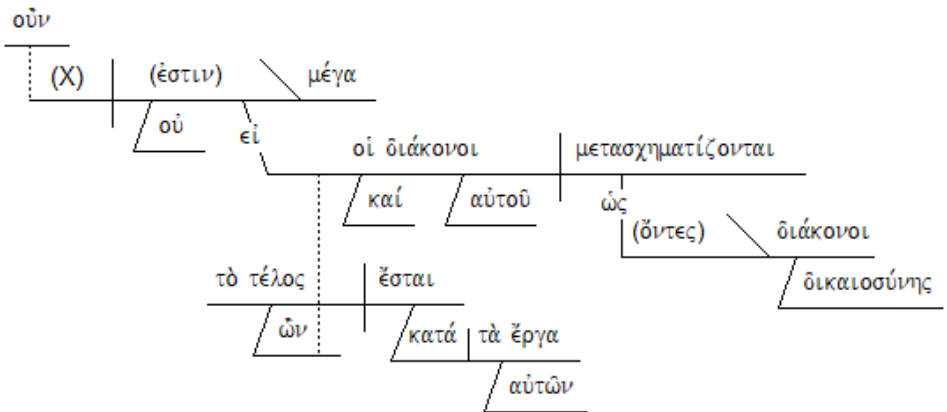 οὖν
(X) (ἐστιν) μέγα
οὐ εἰ
οἱ διάκονοι μετασχηματίζονται
καί αὐτοῦ ὡς
(ὄντες) διάκονοι
τὸ τέλος ἔσται δικαιοσύνης
ὧν κατά τὰ ἔργα
αὐτῶν